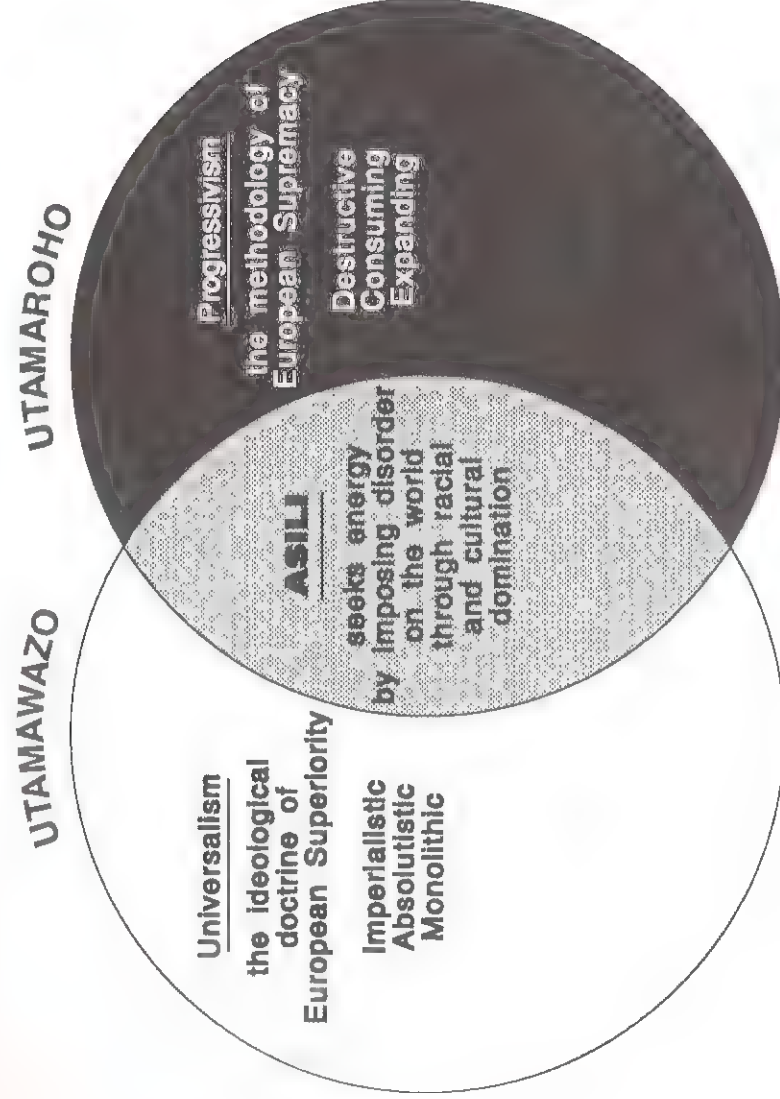 UTAMAWAZO
UTAMAROHO
Universalism
the ideological
doctrine of
European Superiority
Imperialistic
Absolutistic
Monolithic
ASILI
seeks energy
by imposing disorder
on the world
through racial
and cultural
domination
Progressivism
the methodology of
European Supremacy
Destructive
Consuming
Expanding